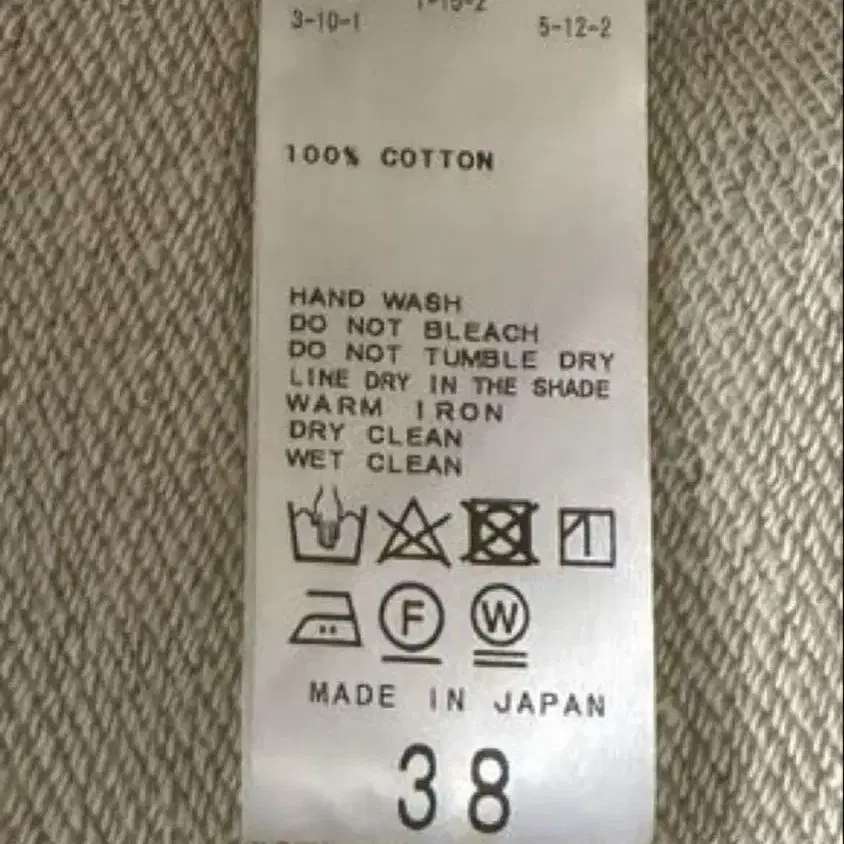 3-10-1
5-12-2
100% COTTON
HAND WASH
DO NOT BLEACH
DO NOT TUMBLE DRY
LINE DRY IN THE SHADE
WARM IRON
DRY CLEAN
WET CLEAN
F W
MADE IN JAPAN
38